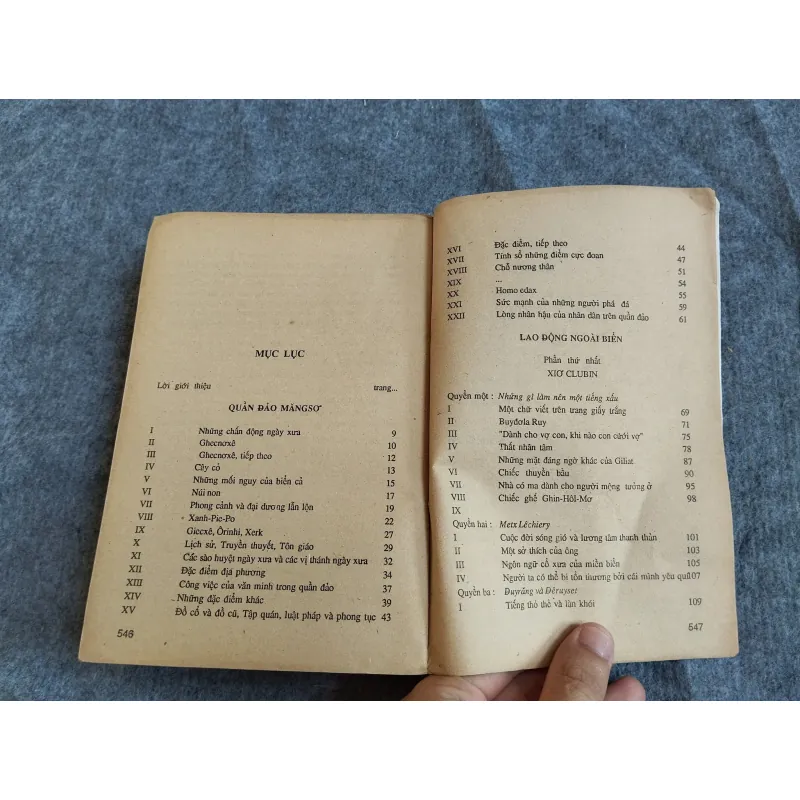 MỤC LỤC
Lời giới thiệu trang...
QUẦN ĐẢO MĂNGSƠ
I Những chấn động ngày xưa 9
II Ghecnơxê 10
III Ghecnơxê, tiếp theo 12
IV Cây cỏ 13
V Những mối nguy của biển cả 15
VI Núi non 17
VII Phong cảnh và đại dương lẫn lộn 19
VIII Xanh-Pie-Po 22
IX Giecxê, Ôrinhi, Xerk 27
X Lịch sử, Truyền thuyết, Tôn giáo 29
XI Các sào huyệt ngày xưa và các vị thánh ngày xưa 32
XII Đặc điểm địa phương 34
XIII Công việc của văn minh trong quần đảo 37
XIV Những đặc điểm khác 39
XV Đồ cổ và đồ cũ, Tập quán, luật pháp và phong tục 43
546
XVI Đặc điểm, tiếp theo 44
XVII Tính số những điểm cực đoan 47
XVIII Chỗ nương thân 51
XIX ... 54
XX Homo edax 55
XXI Sức mạnh của những người phá đá 59
XXII Lòng nhân hậu của nhân dân trên quần đảo 61
LAO ĐỘNG NGOÀI BIỂN
Phần thứ nhất
XIƠ CLUBIN
Quyển một : Những gì làm nên một tiếng xấu
I Một chữ viết trên trang giấy trắng 69
II Buyđơla Ruy 71
III "Dành cho vợ con, khi nào con cưới vợ" 75
IV Thất nhân tâm 78
V Những mặt đáng ngờ khác của Giliat 87
VI Chiếc thuyền bầu 90
VII Nhà có ma dành cho người mộng tưởng ở 95
VIII Chiếc ghế Ghin-Hôl-Mơ 98
IX
Quyển hai : Metx Léchiery
I Cuộc đời sóng gió và lương tâm thanh thản 101
II Một sở thích của ông 103
III Ngôn ngữ cổ xưa của miền biển 105
IV Người ta có thể bị tổn thương bởi cái mình yêu quí 107
Quyển ba : Đuyrăng và Đêruyset
I Tiếng thỏ thẻ và làn khói 109
547